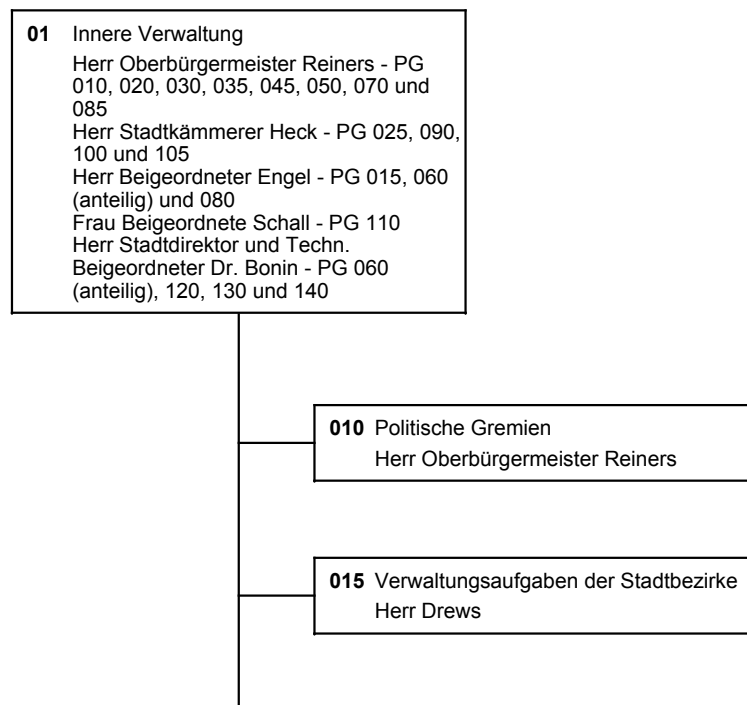 01 Innere Verwaltung
Herr Oberbürgermeister Reiners - PG
010, 020, 030, 035, 045, 050, 070 und
085
Herr Stadtkämmerer Heck - PG 025, 090,
100 und 105
Herr Beigeordneter Engel - PG 015, 060
(anteilig) und 080
Frau Beigeordnete Schall - PG 110
Herr Stadtdirektor und Techn.
Beigeordneter Dr. Bonin - PG 060
(anteilig), 120, 130 und 140
010 Politische Gremien
Herr Oberbürgermeister Reiners
015 Verwaltungsaufgaben der Stadtbezirke
Herr Drews